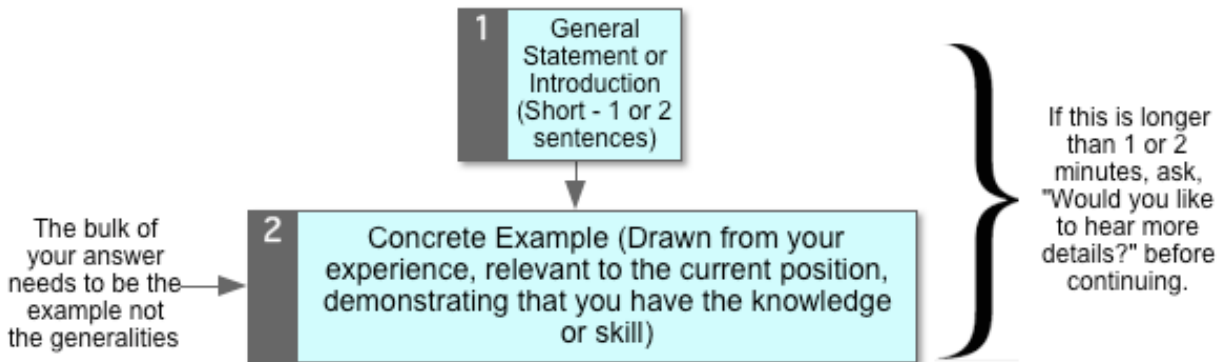 1
General
Statement or
Introduction
(Short - 1 or 2
sentences)
If this is longer
than 1 or 2
minutes, ask,
"Would you like
to hear more
details?" before
continuing.
The bulk of
your answer
needs to be the
example not
the generalities
2
Concrete Example (Drawn from your
experience, relevant to the current position,
demonstrating that you have the knowledge
or skill)